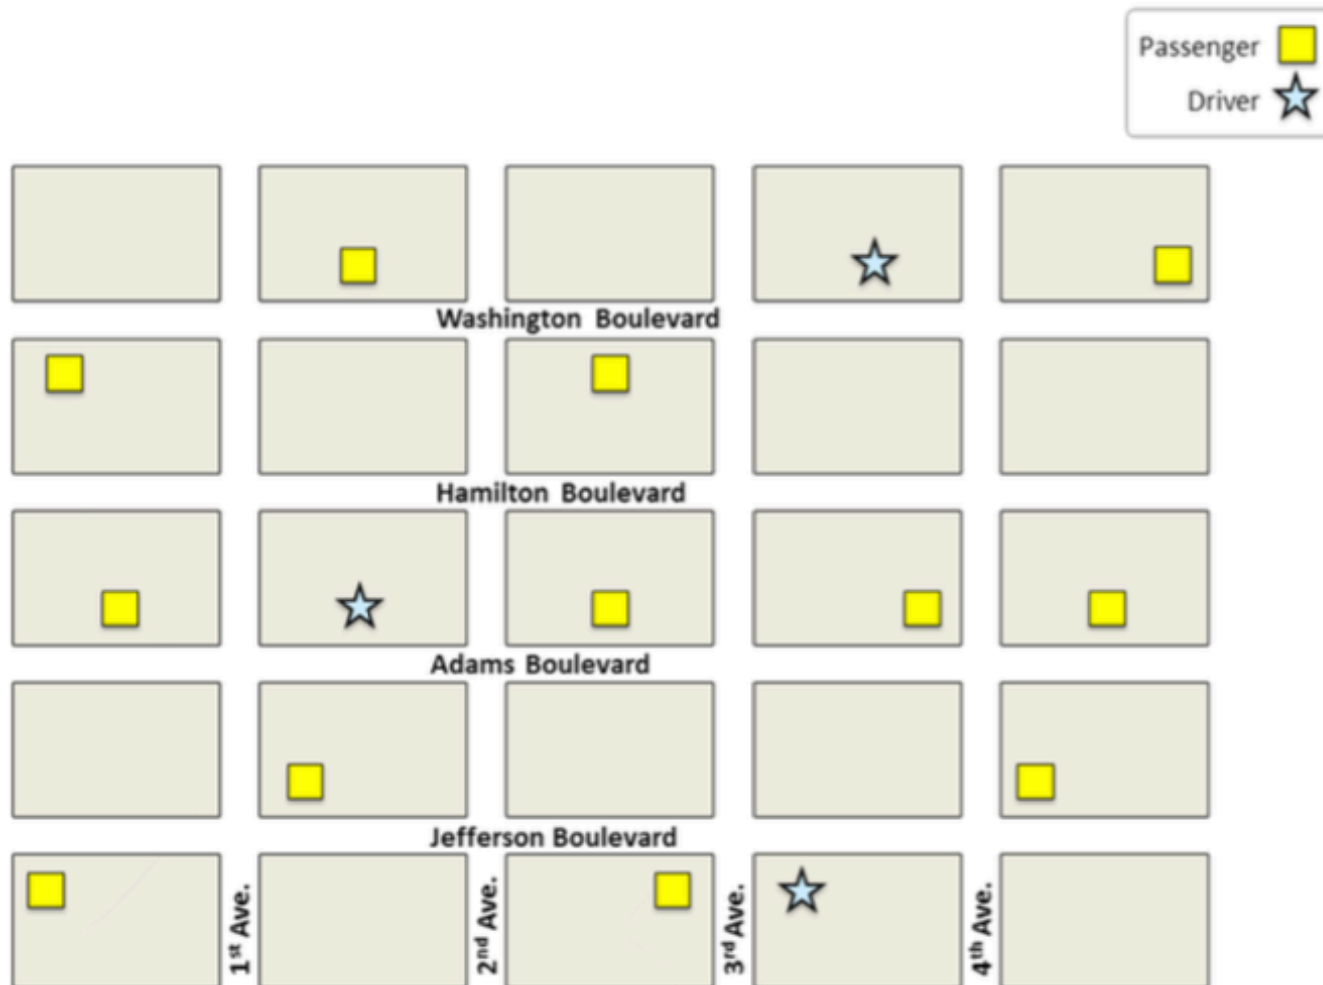 Passenger
Driver
Washington Boulevard
Hamilton Boulevard
Adams Boulevard
Jefferson Boulevard
1st Ave.
2nd Ave.
3rd Ave.
4th Ave.